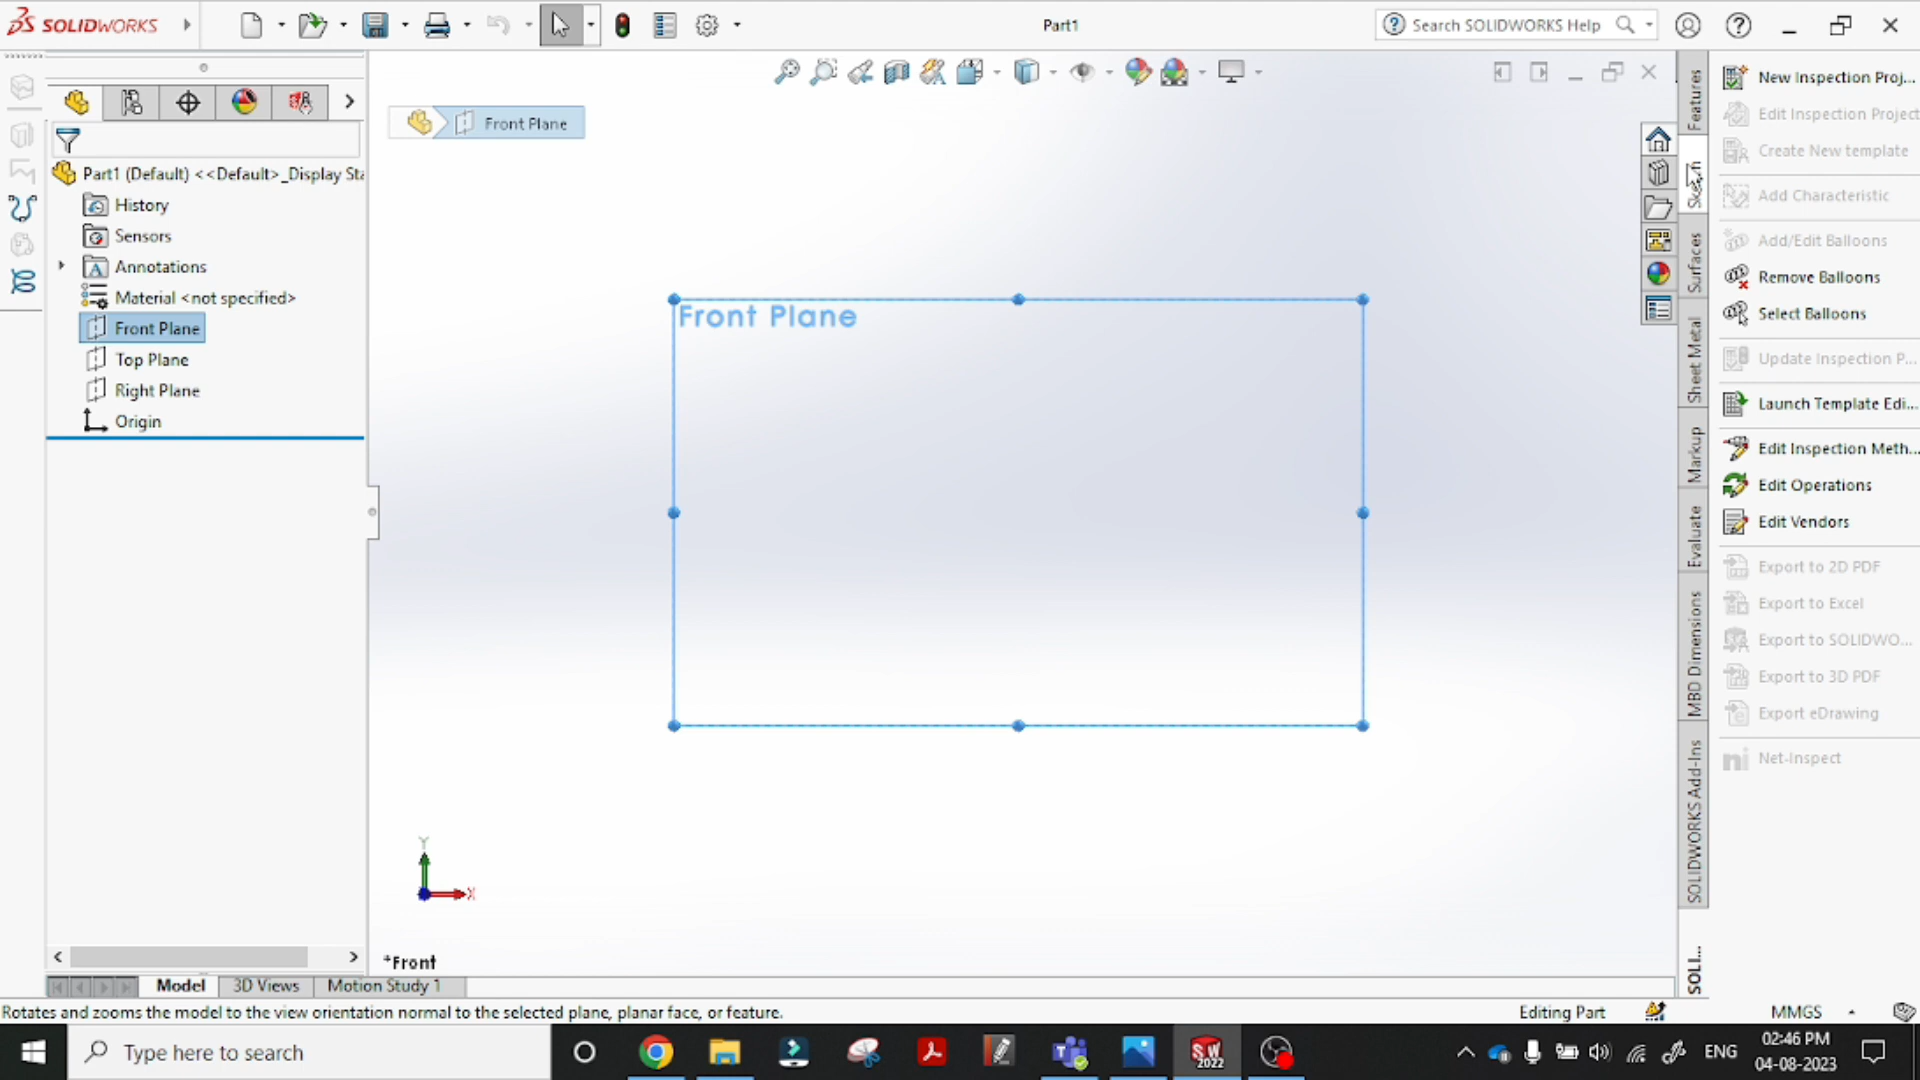 SOLIDWORKS
Part1
Search SOLIDWORKS Help
Front Plane
Part1 (Default) <<Default>_Display Sta
History
Sensors
Annotations
Material <not specified>
Front Plane
Top Plane
Right Plane
Origin
Front Plane
Y
X
*Front
Features
Sketch
Surfaces
Sheet Metal
Markup
Evaluate
MBD Dimensions
SOLIDWORKS Add-Ins
SOLI...
New Inspection Proj...
Edit Inspection Project
Create New template
Add Characteristic
Add/Edit Balloons
Remove Balloons
Select Balloons
Update Inspection P...
Launch Template Edi...
Edit Inspection Meth...
Edit Operations
Edit Vendors
Export to 2D PDF
Export to Excel
Export to SOLIDWO...
Export to 3D PDF
Export eDrawing
Net-Inspect
Model
3D Views
Motion Study 1
Rotates and zooms the model to the view orientation normal to the selected plane, planar face, or feature.
Editing Part
MMGS
Type here to search
SW
2022
ENG
02:46 PM
04-08-2023